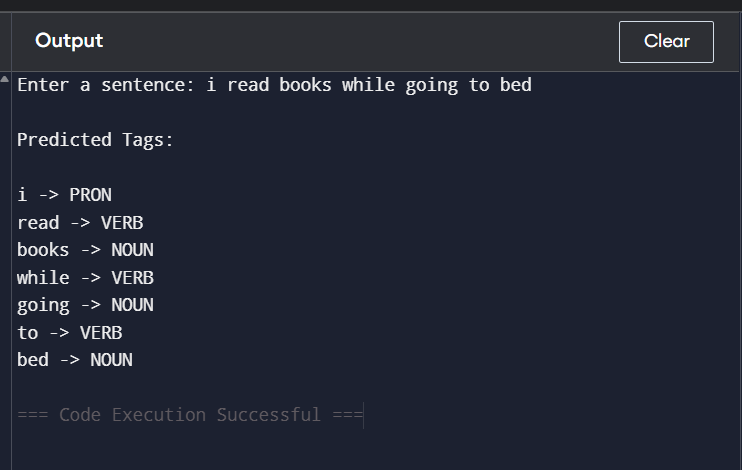 Output
Clear
Enter a sentence: i read books while going to bed
Predicted Tags:
i -> PRON
read -> VERB
books -> NOUN
while -> VERB
going -> NOUN
to -> VERB
bed -> NOUN
=== Code Execution Successful ===